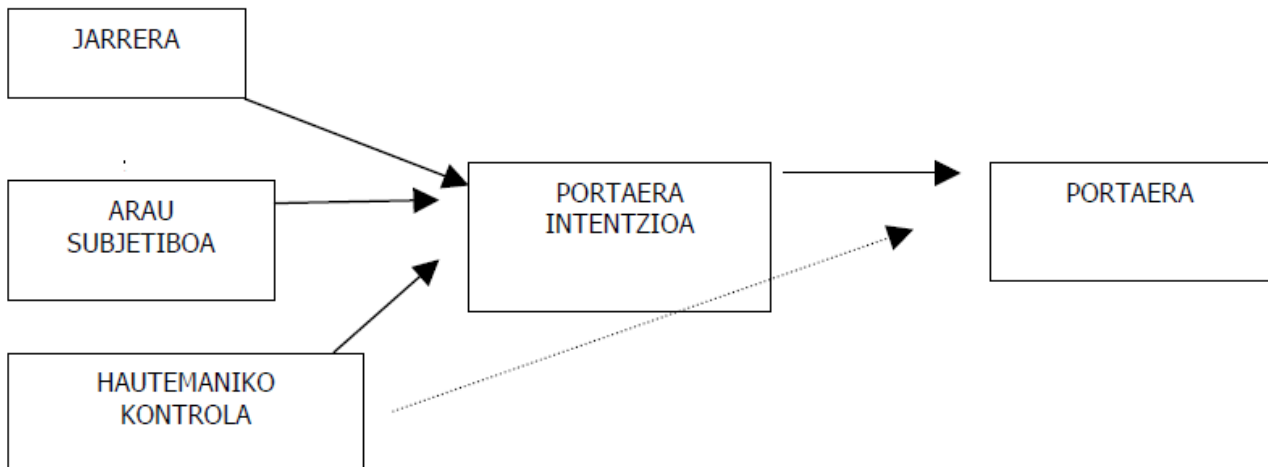 JARRERA
ARAU
SUBJETIBOA
HAUTEMANIKO
KONTROLA
PORTAERA
INTENTZIOA
PORTAERA